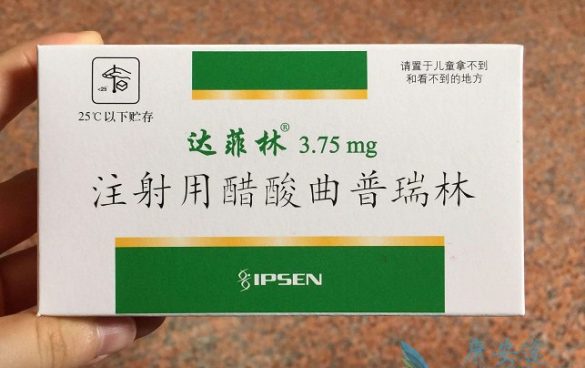 <25
25℃以下贮存
请置于儿童拿不到
和看不到的地方
达菲林® 3.75 mg
注射用醋酸曲普瑞林
IPSEN